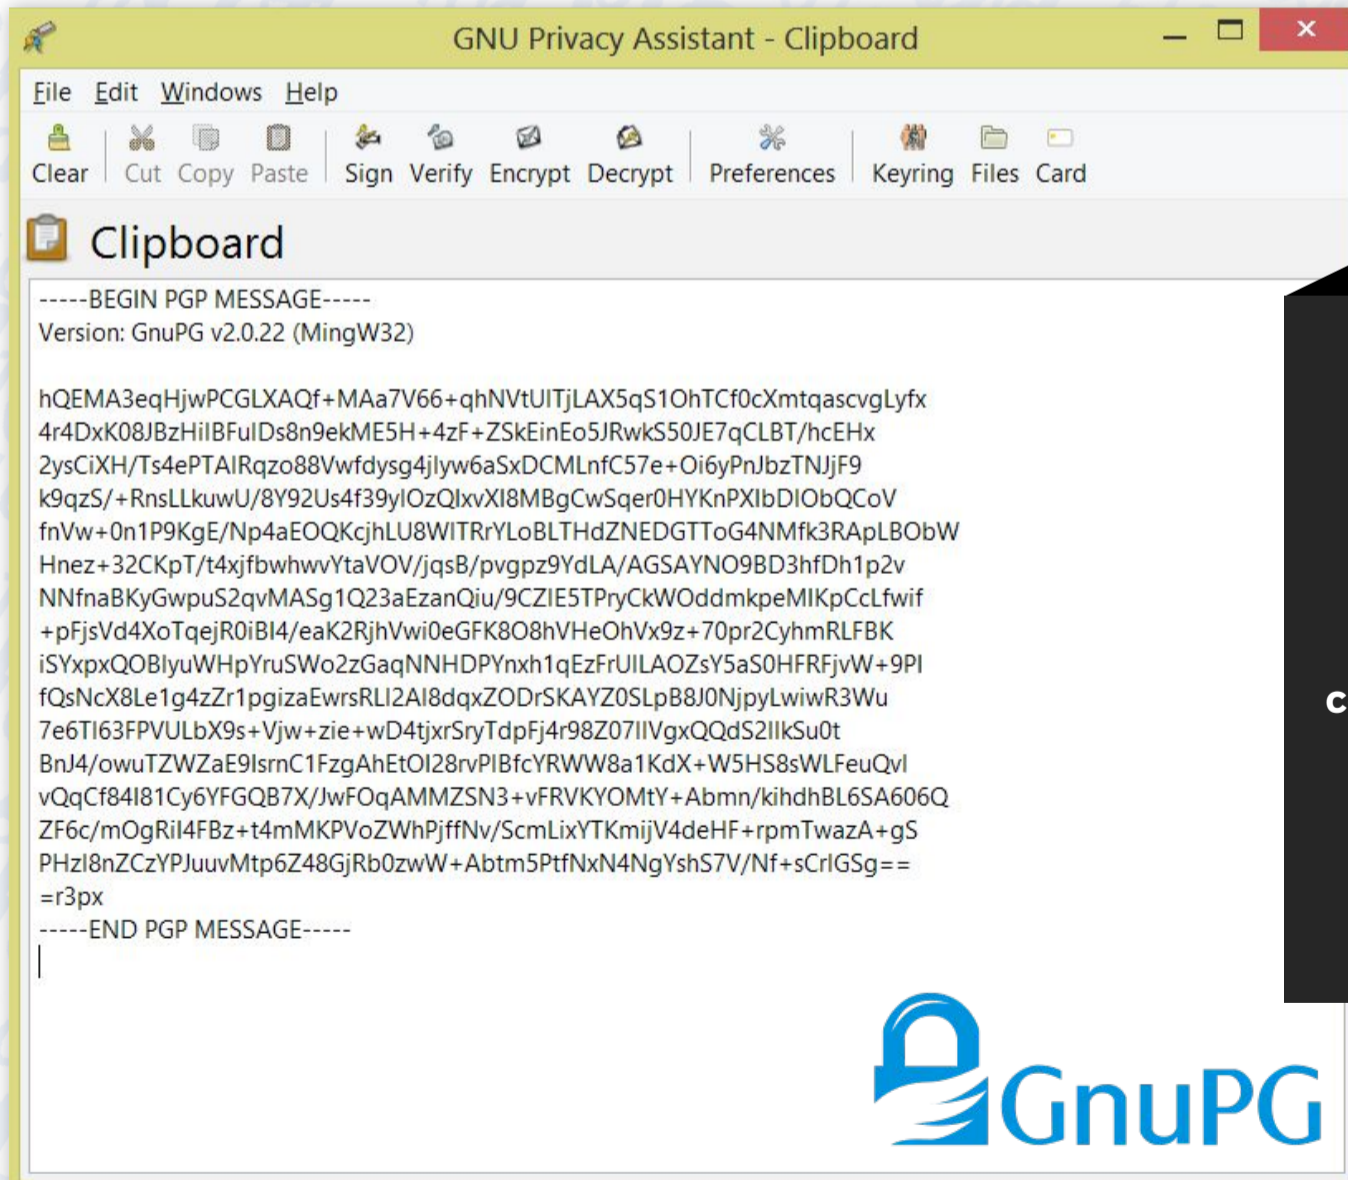 GNU Privacy Assistant - Clipboard
File Edit Windows Help
Clear Cut Copy Paste Sign Verify Encrypt Decrypt Preferences Keyring Files Card
Clipboard
-----BEGIN PGP MESSAGE-----
Version: GnuPG v2.0.22 (MingW32)
hQEMA3eqHjwPCGLXAQf+MAa7V66+qhNVtUITjLAX5qS1OhTCf0cXmtqascvgLyfx
4r4DxK08JBzHiIBFuIDs8n9ekME5H+4zF+ZSkEinEo5JRwkS50JE7qCLBT/hcEHx
2ysCiXH/Ts4ePTAIRqzo88Vwfdysg4jIyw6aSxDCMLnfC57e+Oi6yPnJbzTNJjF9
k9qzS/+RnsLLkuwU/8Y92Us4f39yIOzQIxvXI8MBgCwSqer0HYKnPXIbDIObQCoV
fnVw+0n1P9KgE/Np4aEOQKcjhLU8WITRrYLoBLTHdZNEDGTToG4NMfk3RApLBObW
Hnez+32CKpT/t4xjfbwhwvYtaVOV/jqsB/pvgpz9YdLA/AGSAYNO9BD3hfDh1p2v
NNfnaBKyGwpuS2qvMASg1Q23aEzanQiu/9CZIE5TPryCkWOddmkpeMIKpCcLfwif
+pFjsVd4XoTqejR0iBI4/eaK2RjhVwi0eGFK8O8hVHeOhVx9z+70pr2CyhmRLFBK
iSYxpxQOBIyuWHpYruSWo2zGaqNNHDPYnxh1qEzFrUILAOZsY5aS0HFRFjvW+9PI
fQsNcX8Le1g4zZr1pgizaEwrsRLI2AI8dqxZODrSKAYZ0SLpB8J0NjpyLwiwR3Wu
7e6TI63FPVULbX9s+Vjw+zie+wD4tjxrSryTdpFj4r98Z07IIVgxQQdS2IIkSu0t
BnJ4/owuTZWZaE9IsrnC1FzgAhEtOI28rvPIBfcYRWW8a1KdX+W5HS8sWLFeuQvI
vQqCf84I81Cy6YFGQB7X/JwFOqAMMZSN3+vFRVKYOMtY+Abmn/kihdhBL6SA606Q
ZF6c/mOgRiI4FBz+t4mMKPVoZWhPjffNv/ScmLixYTKmijV4deHF+rpmTwazA+gS
PHzI8nZCzYPJuuvMtp6Z48GjRb0zwW+Abtm5PtfNxN4NgYshS7V/Nf+sCrIGSg==
=r3px
-----END PGP MESSAGE-----
GnuPG